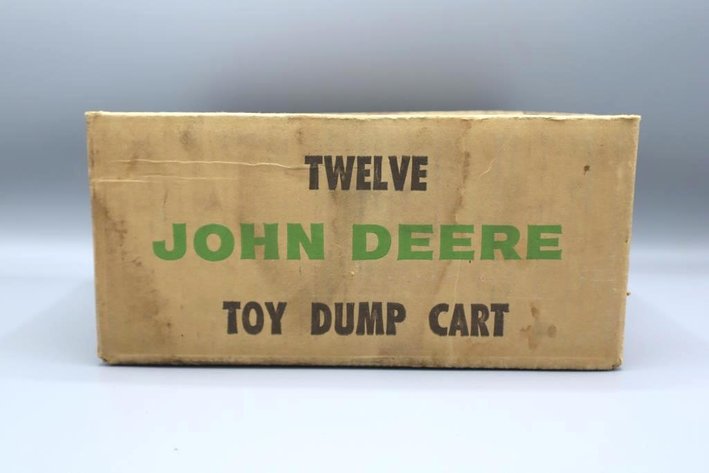 TWELVE
JOHN DEERE
TOY DUMP CART